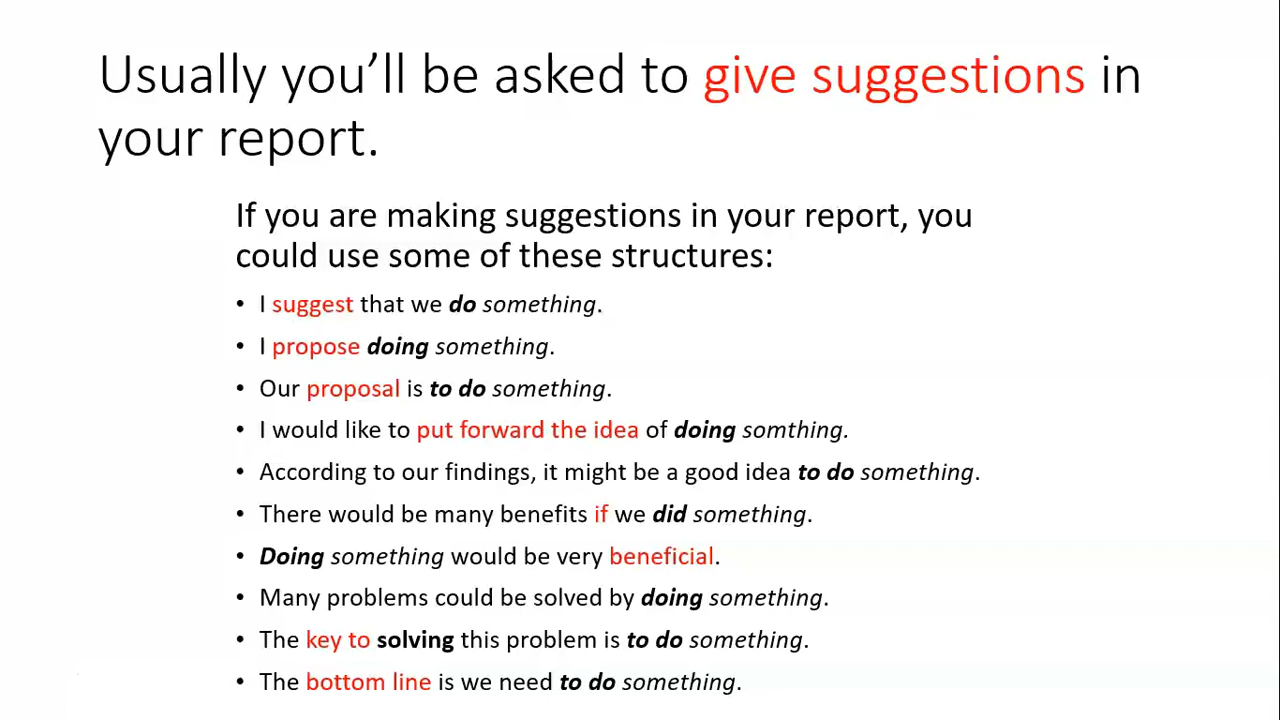 Usually you’ll be asked to give suggestions in
your report.
If you are making suggestions in your report, you
could use some of these structures:
• I suggest that we do something.
• I propose doing something.
• Our proposal is to do something.
• I would like to put forward the idea of doing somthing.
• According to our findings, it might be a good idea to do something.
• There would be many benefits if we did something.
• Doing something would be very beneficial.
• Many problems could be solved by doing something.
• The key to solving this problem is to do something.
• The bottom line is we need to do something.